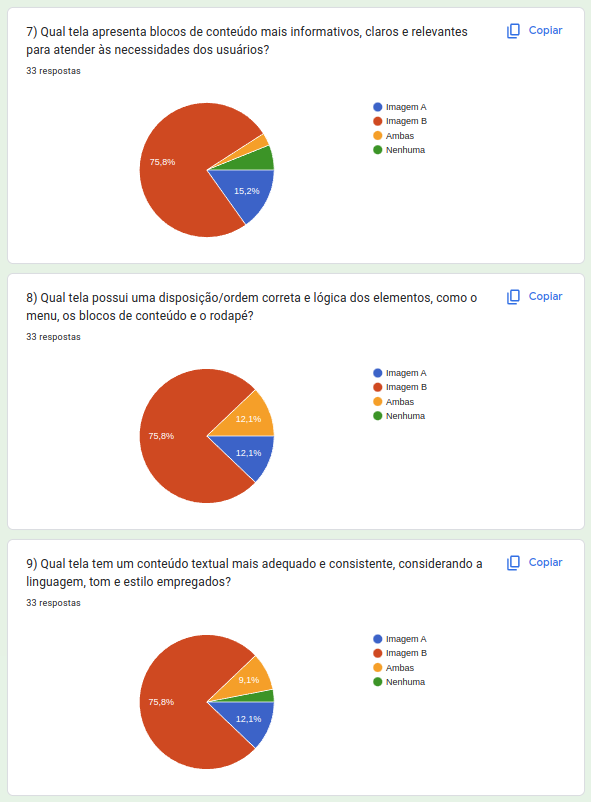 7) Qual tela apresenta blocos de conteúdo mais informativos, claros e relevantes
para atender às necessidades dos usuários?
Copiar
33 respostas
Imagem A
Imagem B
Ambas
Nenhuma
75,8%
15,2%
8) Qual tela possui uma disposição/ordem correta e lógica dos elementos, como o
menu, os blocos de conteúdo e o rodapé?
Copiar
33 respostas
Imagem A
Imagem B
Ambas
Nenhuma
12,1%
75,8%
12,1%
9) Qual tela tem um conteúdo textual mais adequado e consistente, considerando a
linguagem, tom e estilo empregados?
Copiar
33 respostas
Imagem A
Imagem B
Ambas
Nenhuma
9,1%
75,8%
12,1%